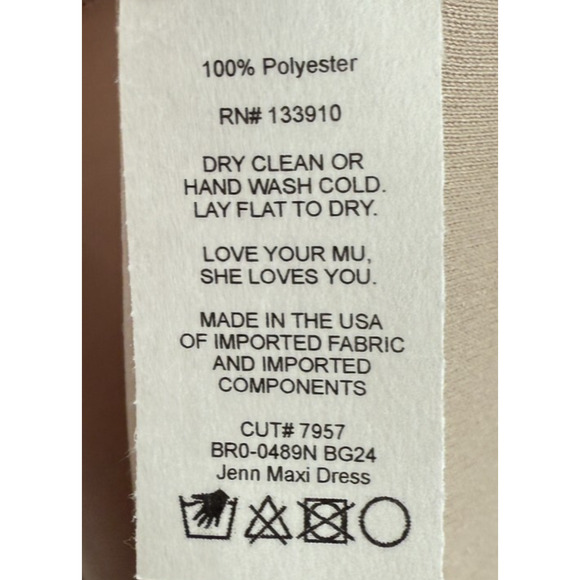 100% Polyester
RN# 133910
DRY CLEAN OR
HAND WASH COLD.
LAY FLAT TO DRY.
LOVE YOUR MU,
SHE LOVES YOU.
MADE IN THE USA
OF IMPORTED FABRIC
AND IMPORTED
COMPONENTS
CUT# 7957
BR0-0489N BG24
Jenn Maxi Dress